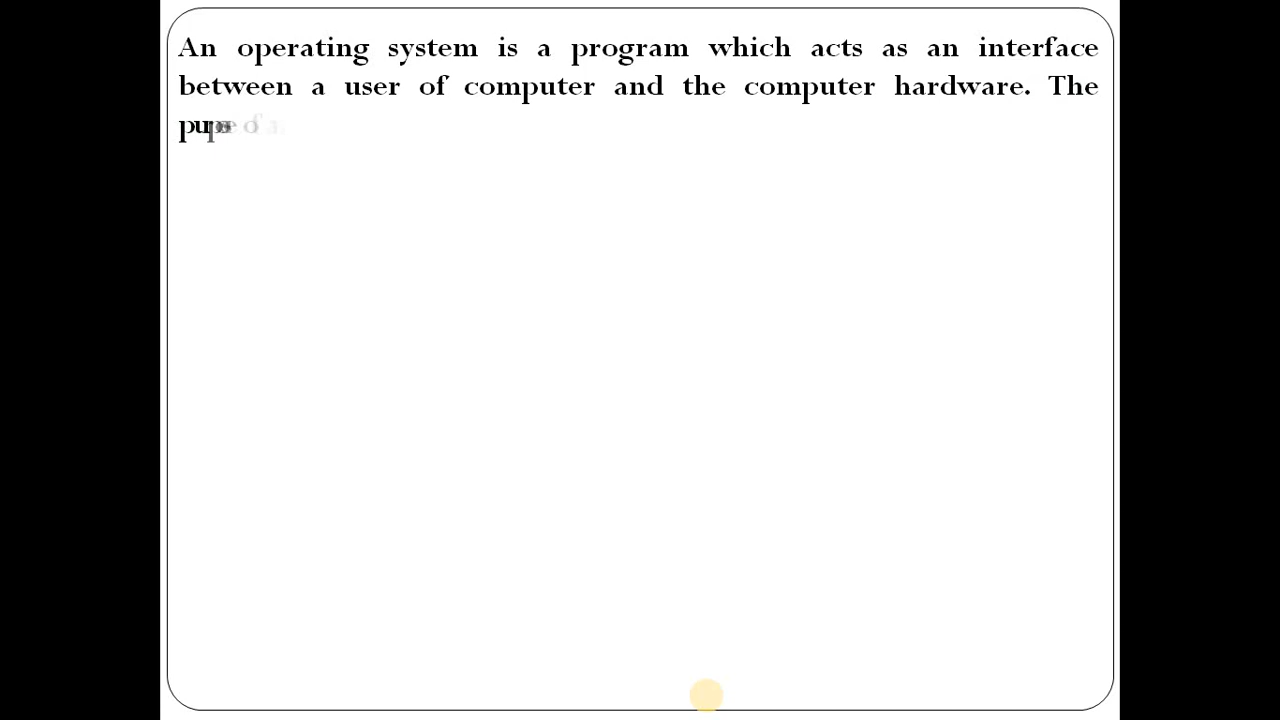 An operating system is a program which acts as an interface
between a user of computer and the computer hardware. The